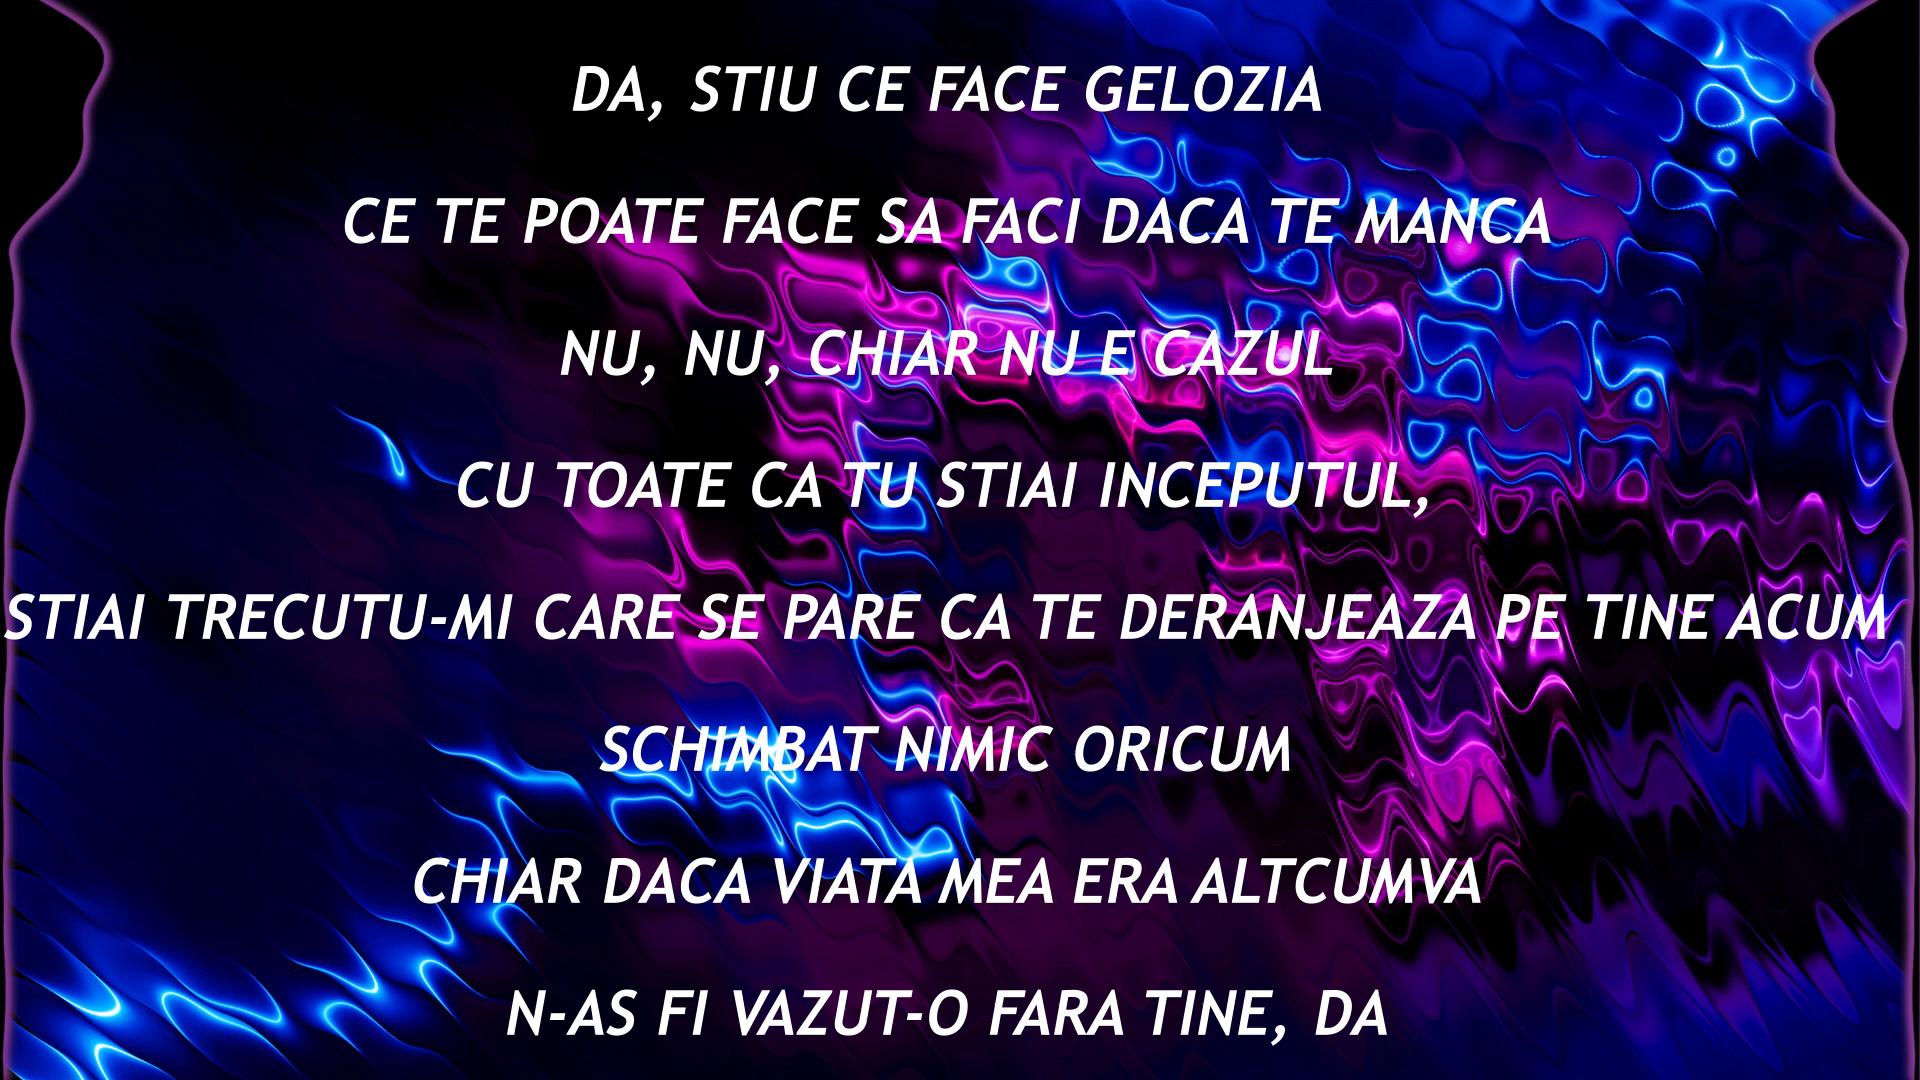 DA, STIU CE FACE GELOZIA
CE TE POATE FACE SA FACI DACA TE MANCA
NU, NU, CHIAR NU E CAZUL
CU TOATE CA TU STIAI INCEPUTUL,
STIAI TRECUTU-MI CARE SE PARE CA TE DERANJEAZA PE TINE ACUM
SCHIMBAT NIMIC ORICUM
CHIAR DACA VIATA MEA ERA ALTCUMVA
N-AS FI VAZUT-O FARA TINE, DA